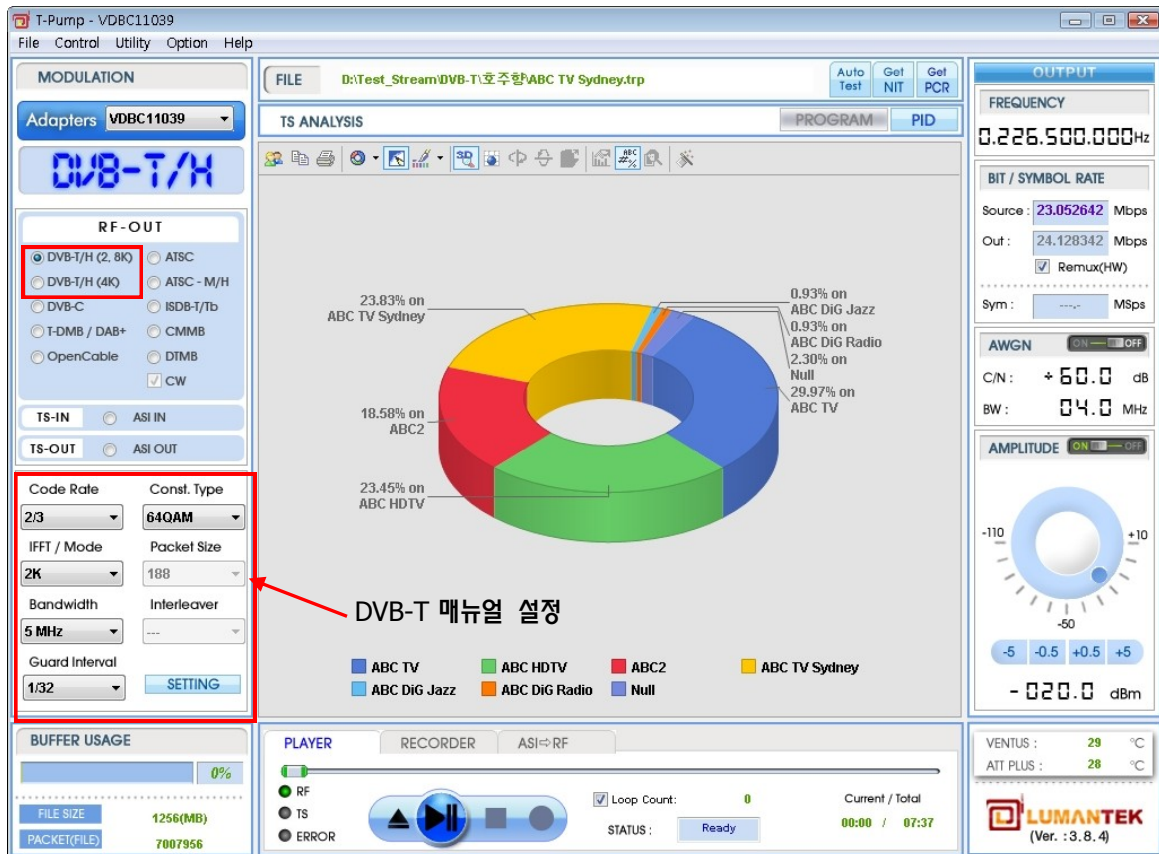 T-Pump - VDBC11039
File Control Utility Option Help
MODULATION
Adapters VDBC11039
DVB-T/H
RF-OUT
DVB-T/H (2, 8K) ATSC
DVB-T/H (4K) ATSC - M/H
DVB-C ISDB-T/Tb
T-DMB / DAB+ CMMB
OpenCable DTMB
CW
TS-IN ASI IN
TS-OUT ASI OUT
Code Rate Const. Type
2/3 64QAM
IFFT / Mode Packet Size
2K 188
Bandwidth Interleaver
5 MHz ---
Guard Interval
1/32 SETTING
BUFFER USAGE
0%
FILE SIZE 1256(MB)
PACKET(FILE) 7007956
FILE D:\Test_Stream\DVB-T\호주향\ABC TV Sydney.trp
Auto Test Get NIT Get PCR
TS ANALYSIS PROGRAM PID
3D
ABC #%
23.83% on
ABC TV Sydney
18.58% on
ABC2
23.45% on
ABC HDTV
0.93% on
ABC DiG Jazz
0.93% on
ABC DiG Radio
2.30% on
Null
29.97% on
ABC TV
DVB-T 매뉴얼 설정
ABC TV ABC HDTV ABC2 ABC TV Sydney
ABC DiG Jazz ABC DiG Radio Null
PLAYER RECORDER ASI⇨RF
RF
TS
ERROR
Loop Count: 0
STATUS : Ready
Current / Total
00:00 / 07:37
OUTPUT
FREQUENCY
0.226.500.000Hz
BIT / SYMBOL RATE
Source : 23.052642 Mbps
Out : 24.128342 Mbps
Remux(HW)
Sym : ---.- MSps
AWGN ON OFF
C/N : +60.0 dB
BW : 04.0 MHz
AMPLITUDE ON OFF
-110 +10
-50
-5 -0.5 +0.5 +5
-020.0 dBm
VENTUS : 29 °C
ATT PLUS : 28 °C
LUMANTEK
(Ver. :3.8.4)